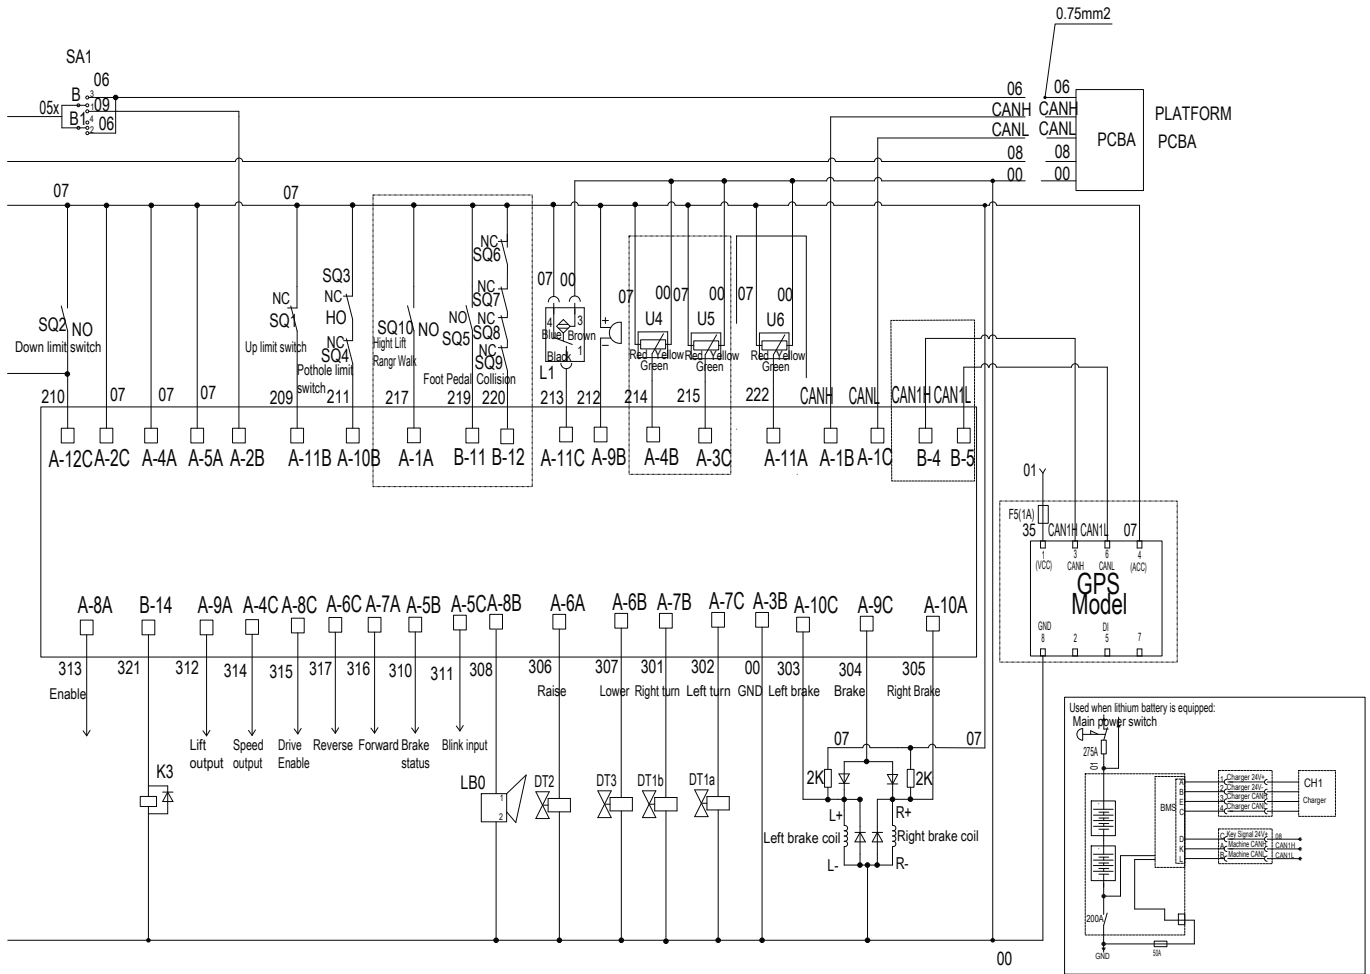 0.75mm2
SA1
06
B 3
05x
1 09
B1 4
2 06
06 06
CANH CANH
CANL CANL
08 08
00 00
PCBA
PLATFORM
PCBA
07
07
SQ2 NO
Down limit switch
NC
SQ1
Up limit switch
SQ3
NC
HO
NC
SQ4
Pothole limit
switch
SQ10 NO
Hight Lift
Rangr Walk
NO
SQ5
Foot Pedal
NC
SQ6
NC
SQ7
NC
SQ8
NC
SQ9
Collision
07 00
4 3
Blue Brown
Black 1
L1
07
+
-
00 07
U4
Red Yellow
Green
00
U5
Red Yellow
Green
07 00
U6
Red Yellow
Green
210 07 07 07 209 211 217 219 220 213 212 214 215 222 CANH CANL CAN1H CAN1L
A-12C A-2C A-4A A-5A A-2B A-11B A-10B A-1A B-11 B-12 A-11C A-9B A-4B A-3C A-11A A-1B A-1C B-4 B-5
01
F5(1A)
35 CAN1H CAN1L 07
1 3 6 4
(VCC) CANH CANL (ACC)
GPS
Model
GND DI
8 2 5 7
A-8A B-14 A-9A A-4C A-8C A-6C A-7A A-5B A-5C A-8B A-6A A-6B A-7B A-7C A-3B A-10C A-9C A-10A
313 321 312 314 315 317 316 310 311 308 306 307 301 302 00 303 304 305
Enable
Raise Lower Right turn Left turn GND Left brake Brake Right Brake
Lift
output
Speed
output
Drive
Enable
Reverse
Forward
Brake
status
Blink input
K3
LB0
1
2
DT2
DT3
DT1b
DT1a
07 07
2K 2K
L+ R+
Left brake coil Right brake coil
L- R-
00
Used when lithium battery is equipped:
Main power switch
275A
01
BMS
A 1 Charger 24V+
B 2 Charger 24V-
E 3 Charger CANH
C 4 Charger CANL
CH1
Charger
D C Key Signal 24V+ 08
K A Machine CANH CAN1H
L B Machine CANL CAN1L
200A
50A
GND